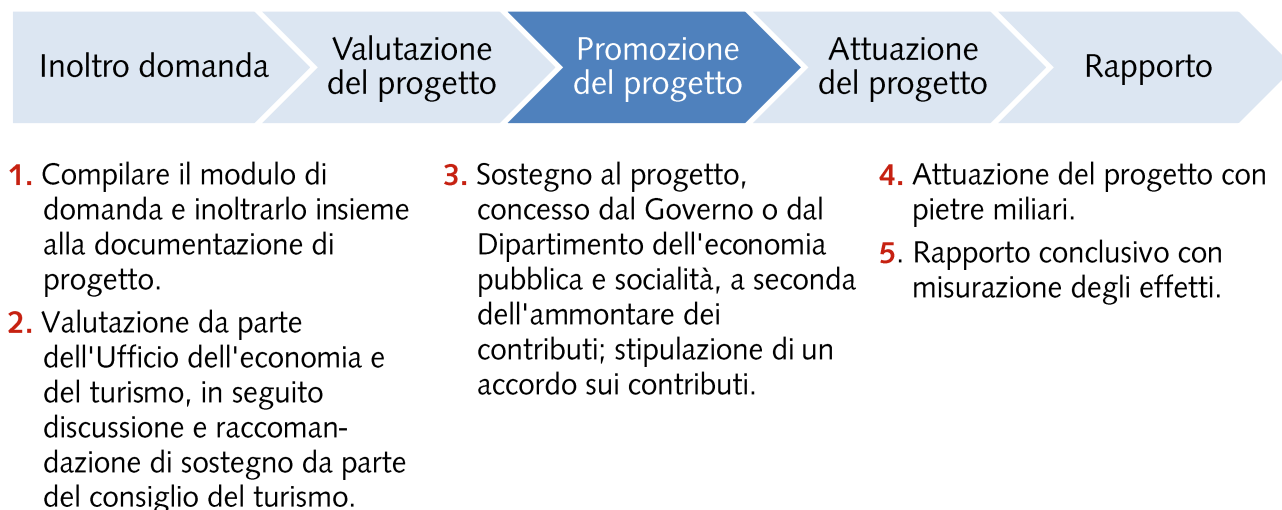 Inoltro domanda
Valutazione
del progetto
Promozione
del progetto
Attuazione
del progetto
Rapporto
1. Compilare il modulo di
domanda e inoltrarlo insieme
alla documentazione di
progetto.
2. Valutazione da parte
dell'Ufficio dell'economia e
del turismo, in seguito
discussione e raccoman-
dazione di sostegno da parte
del consiglio del turismo.
3. Sostegno al progetto,
concesso dal Governo o dal
Dipartimento dell'economia
pubblica e socialità, a seconda
dell'ammontare dei
contributi; stipulazione di un
accordo sui contributi.
4. Attuazione del progetto con
pietre miliari.
5. Rapporto conclusivo con
misurazione degli effetti.